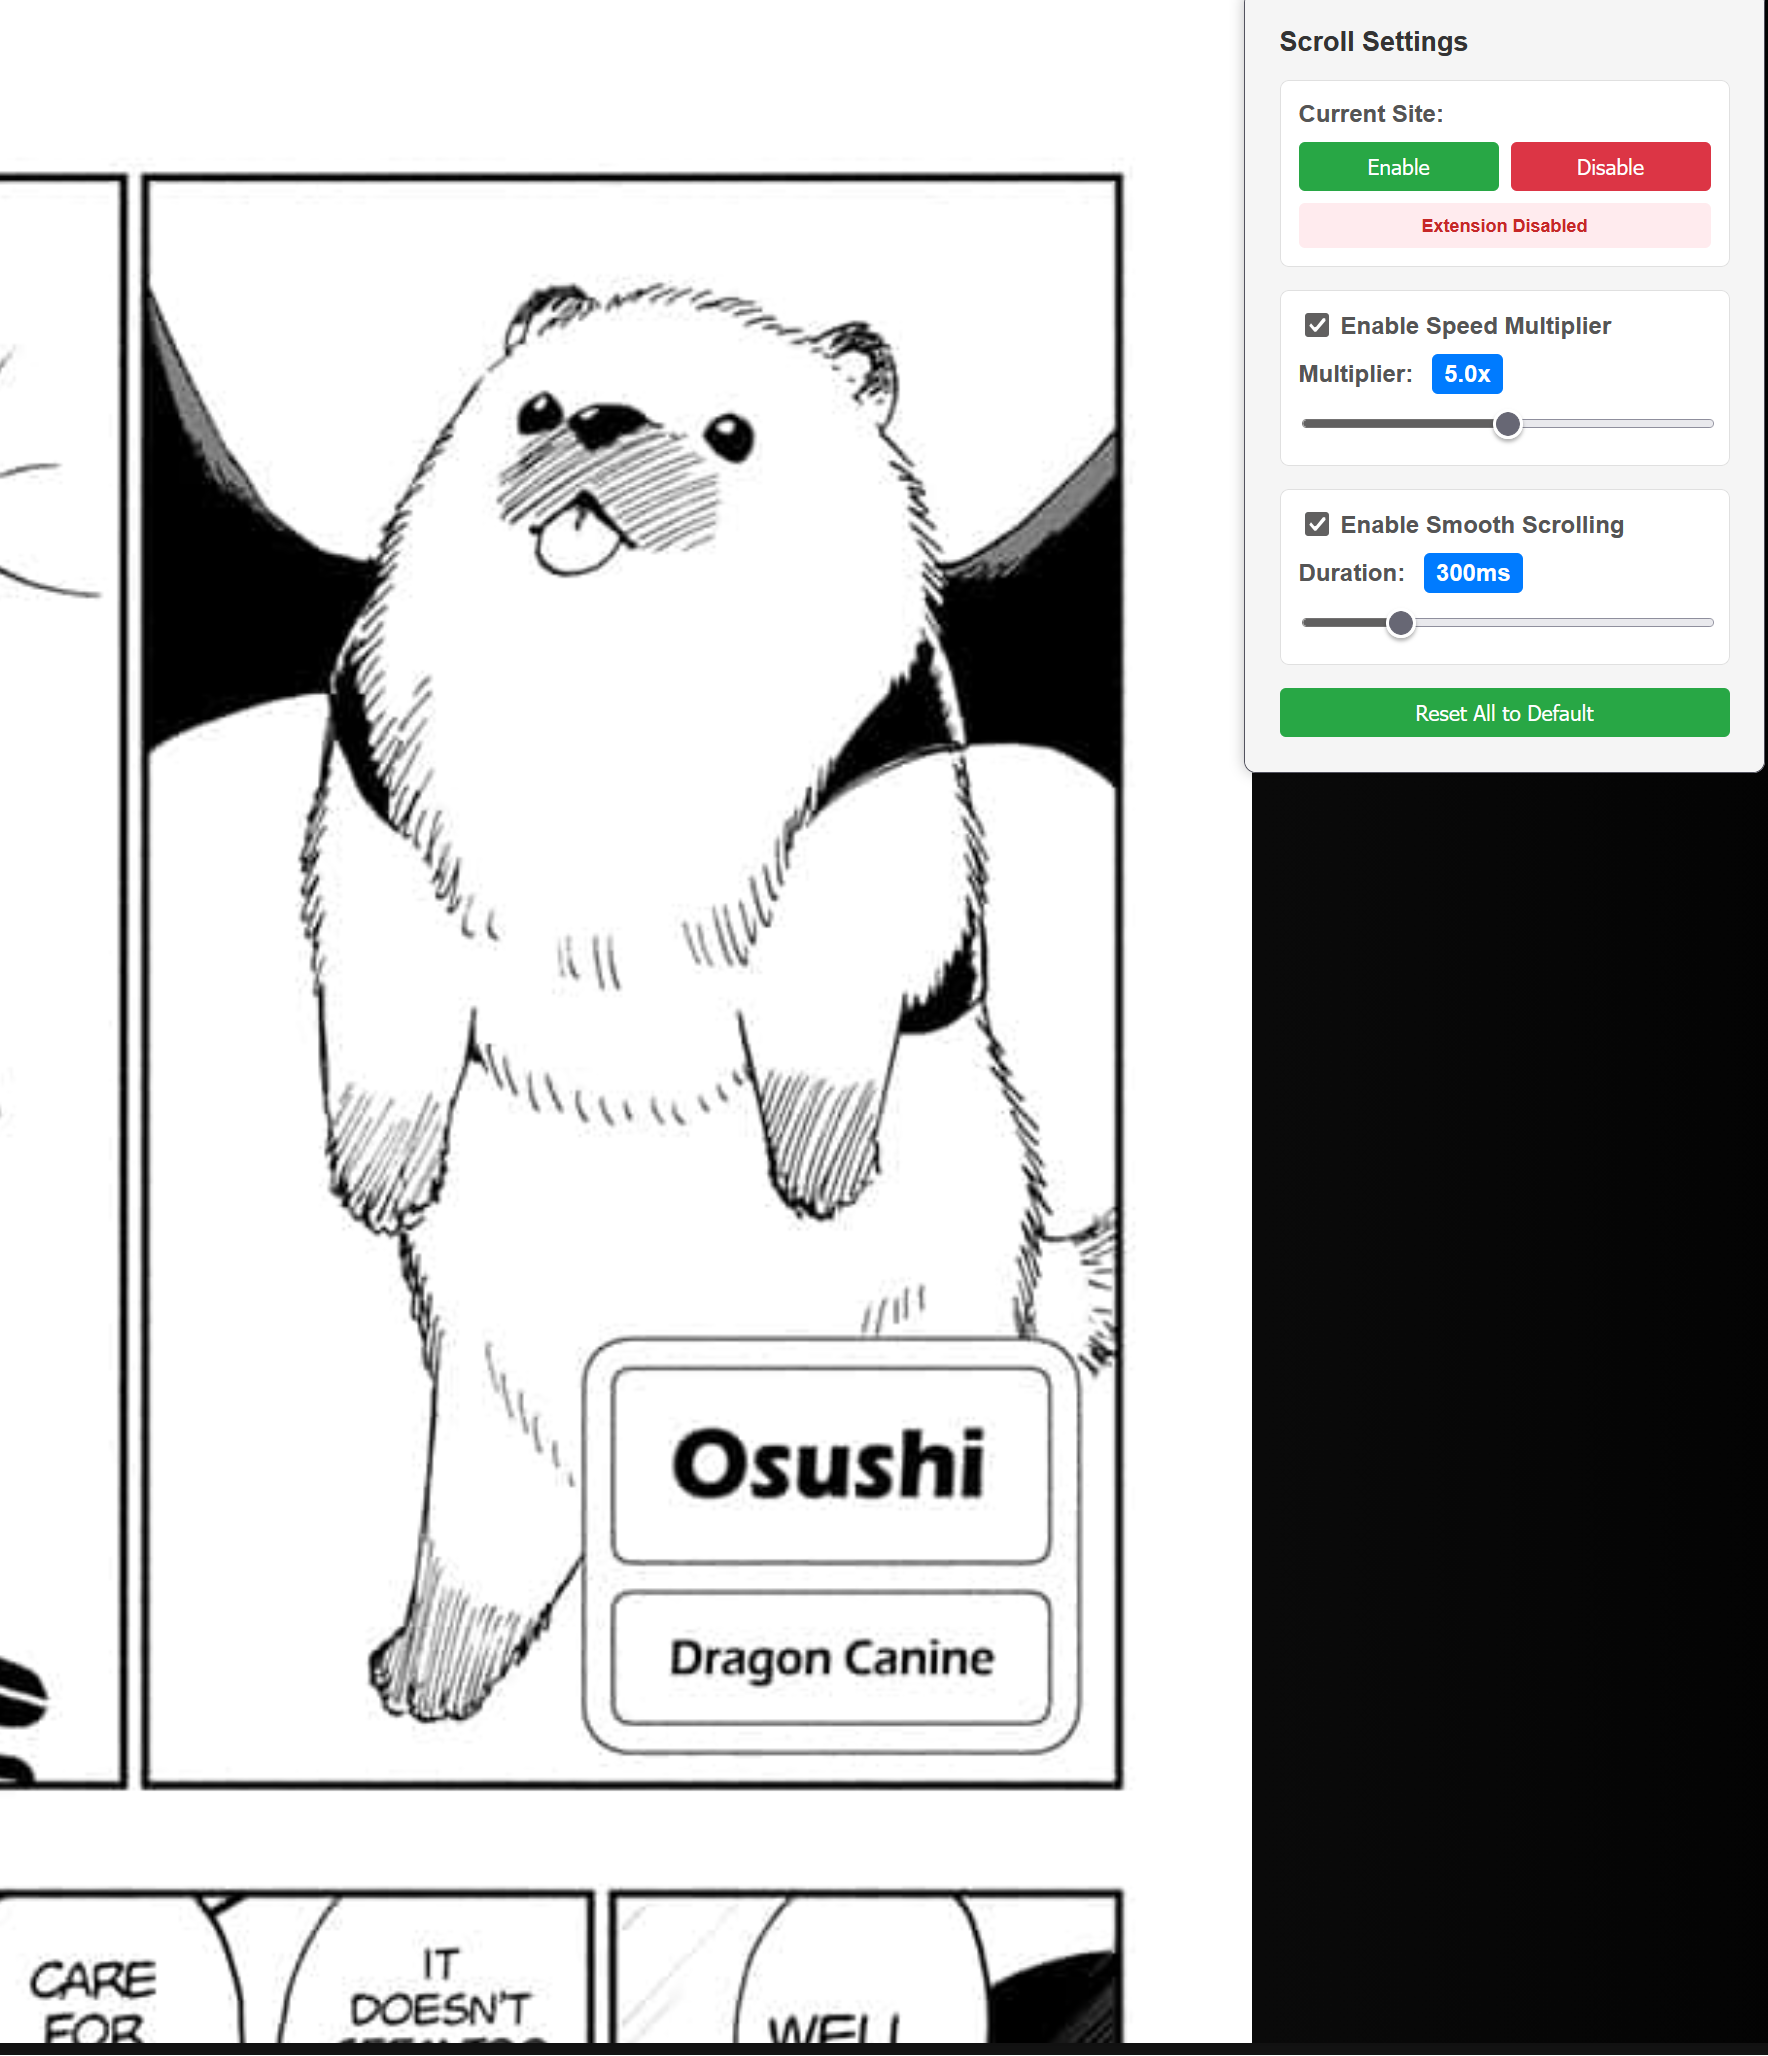 Scroll Settings
Current Site:
Enable
Disable
Extension Disabled
Enable Speed Multiplier
Multiplier: 5.0x
Enable Smooth Scrolling
Duration: 300ms
Reset All to Default
Osushi
Dragon Canine
CARE
FOR
IT
DOESN'T
WELL